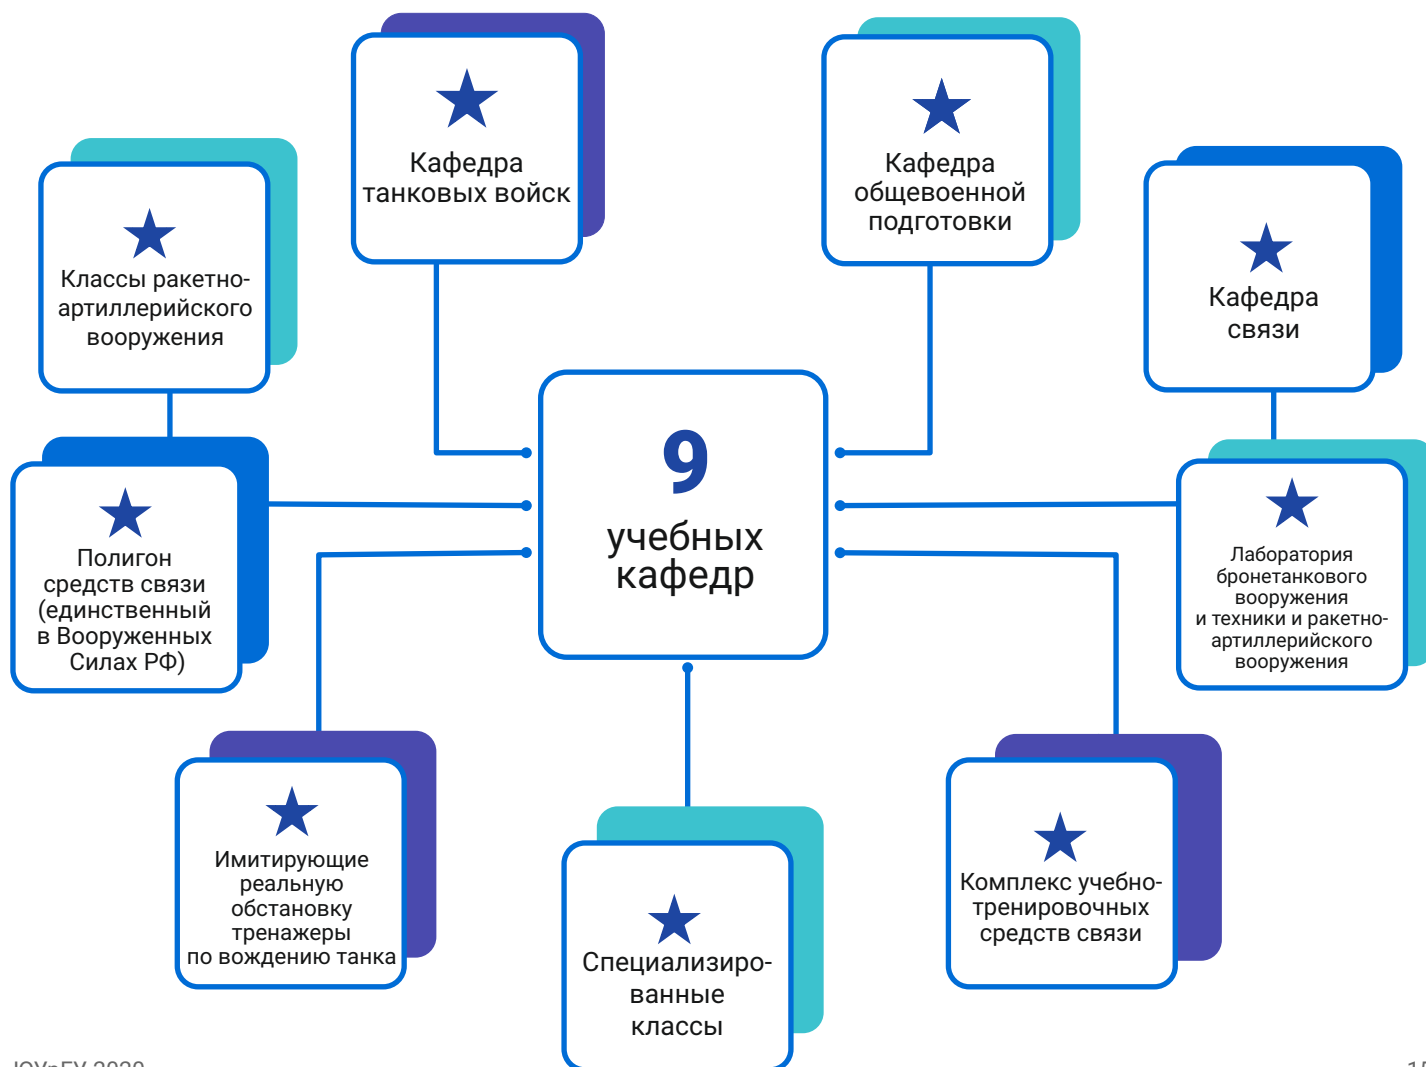 Кафедра
танковых войск
Кафедра
общевоенной
подготовки
Классы ракетно-
артиллерийского
вооружения
Кафедра
связи
9
учебных
кафедр
Полигон
средств связи
(единственный
в Вооруженных
Силах РФ)
Лаборатория
бронетанкового
вооружения
и техники и ракетно-
артиллерийского
вооружения
Имитирующие
реальную
обстановку
тренажеры
по вождению танка
Специализиро-
ванные
классы
Комплекс учебно-
тренировочных
средств связи